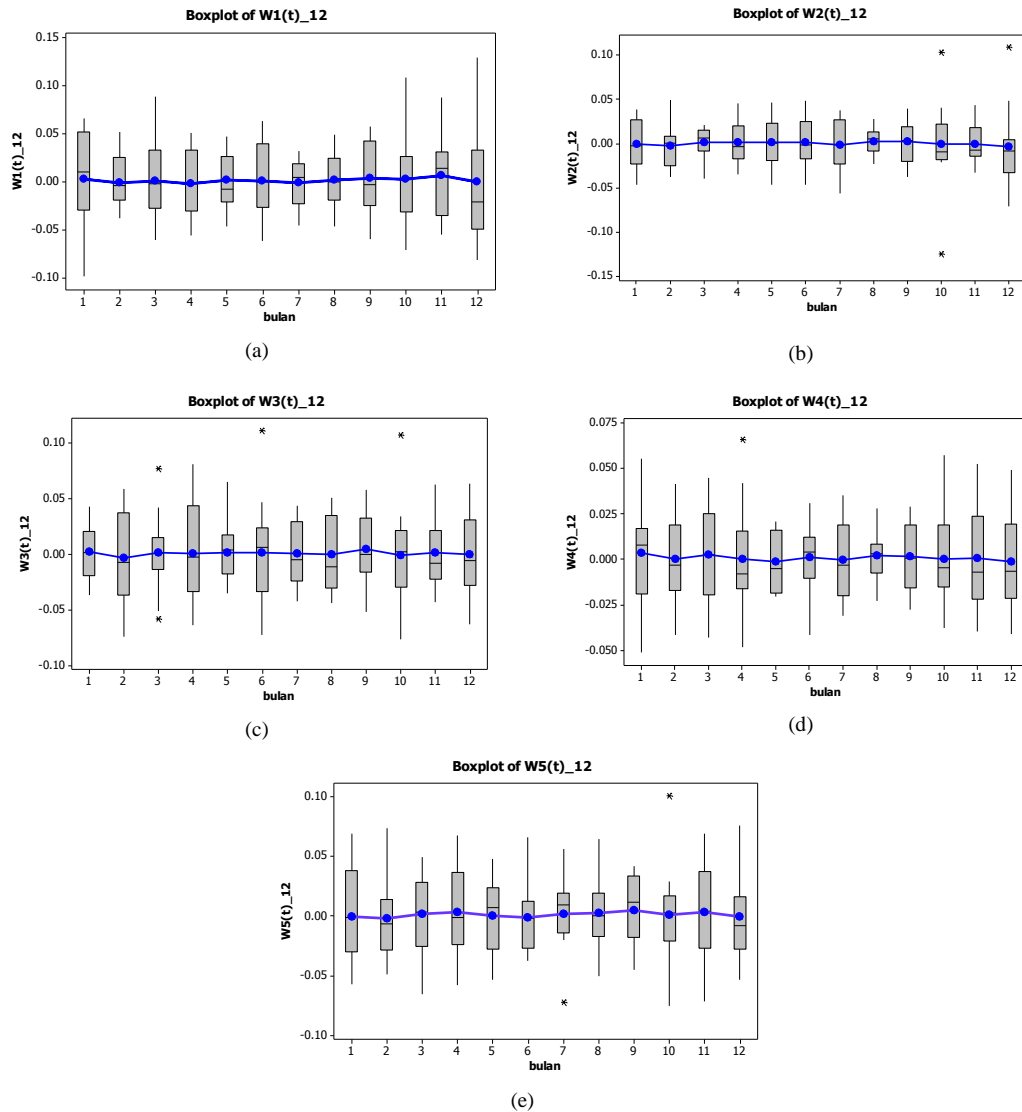 Boxplot of W1(t)_12
0.15
0.10
0.05
0.00
-0.05
-0.10
W1(t)_12
1 2 3 4 5 6 7 8 9 10 11 12
bulan
(a)
Boxplot of W2(t)_12
0.10
0.05
0.00
-0.05
-0.10
-0.15
W2(t)_12
1 2 3 4 5 6 7 8 9 10 11 12
bulan
(b)
Boxplot of W3(t)_12
0.10
0.05
0.00
-0.05
-0.10
W3(t)_12
1 2 3 4 5 6 7 8 9 10 11 12
bulan
(c)
Boxplot of W4(t)_12
0.075
0.050
0.025
0.000
-0.025
-0.050
W4(t)_12
1 2 3 4 5 6 7 8 9 10 11 12
bulan
(d)
Boxplot of W5(t)_12
0.10
0.05
0.00
-0.05
-0.10
W5(t)_12
1 2 3 4 5 6 7 8 9 10 11 12
bulan
(e)